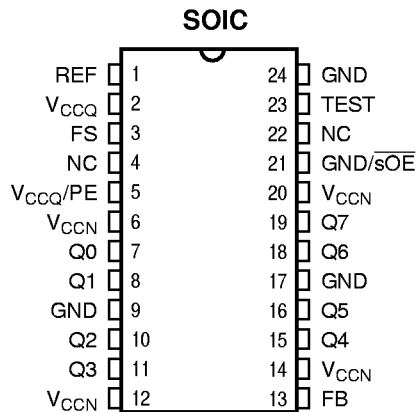 SOIC
REF 1 24 GND
VCCQ 2 23 TEST
FS 3 22 NC
NC 4 21 GND/sOE
VCCQ/PE 5 20 VCCN
VCCN 6 19 Q7
Q0 7 18 Q6
Q1 8 17 GND
GND 9 16 Q5
Q2 10 15 Q4
Q3 11 14 VCCN
VCCN 12 13 FB